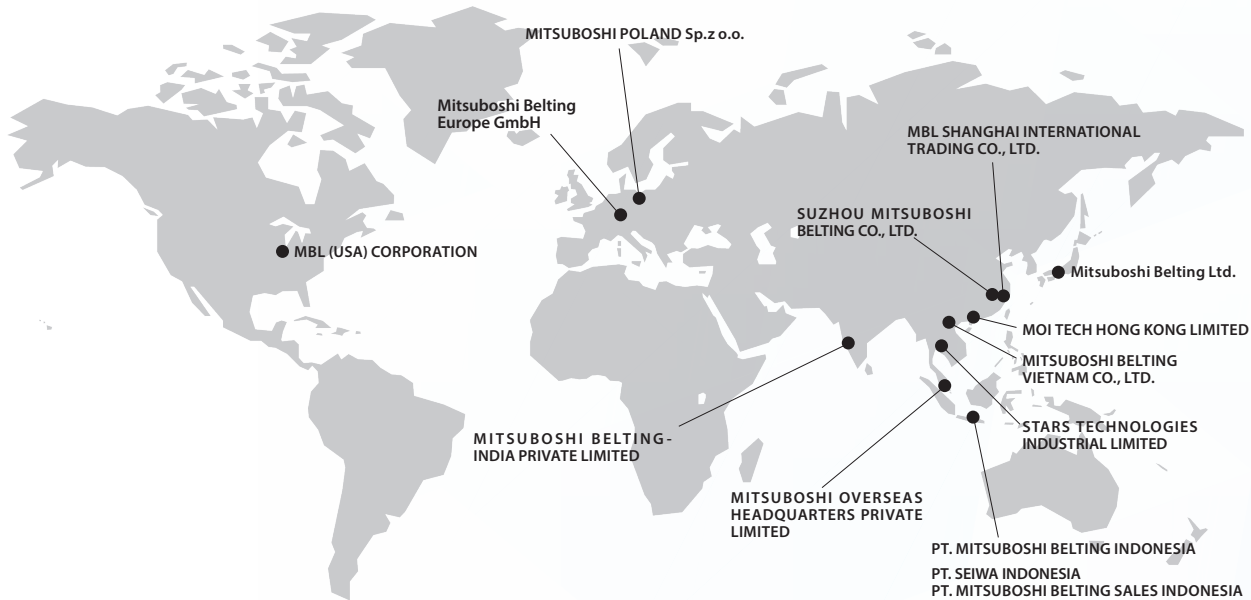 MITSUBOSHI POLAND Sp.z o.o.
Mitsuboshi Belting
Europe GmbH
MBL SHANGHAI INTERNATIONAL
TRADING CO., LTD.
SUZHOU MITSUBOSHI
BELTING CO., LTD.
MBL (USA) CORPORATION
Mitsuboshi Belting Ltd.
MOI TECH HONG KONG LIMITED
MITSUBOSHI BELTING
VIETNAM CO., LTD.
STARS TECHNOLOGIES
INDUSTRIAL LIMITED
MITSUBOSHI BELTING-
INDIA PRIVATE LIMITED
MITSUBOSHI OVERSEAS
HEADQUARTERS PRIVATE
LIMITED
PT. MITSUBOSHI BELTING INDONESIA
PT. SEIWA INDONESIA
PT. MITSUBOSHI BELTING SALES INDONESIA